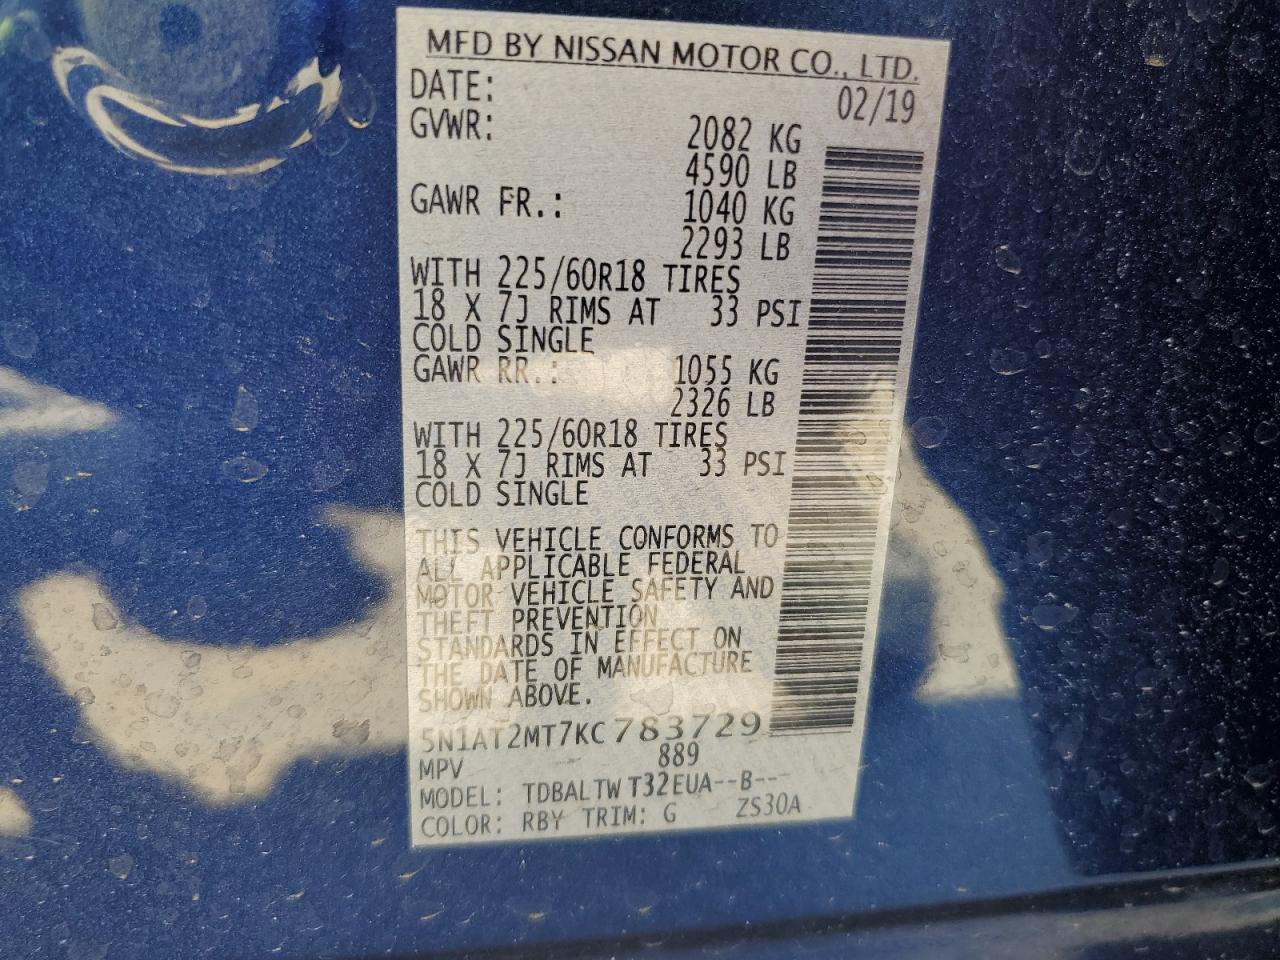 MFD BY NISSAN MOTOR CO., LTD.
DATE: 02/19
GVWR: 2082 KG
4590 LB
GAWR FR.: 1040 KG
2293 LB
WITH 225/60R18 TIRES
18 X 7J RIMS AT 33 PSI
COLD SINGLE
GAWR RR.: 1055 KG
2326 LB
WITH 225/60R18 TIRES
18 X 7J RIMS AT 33 PSI
COLD SINGLE
THIS VEHICLE CONFORMS TO
ALL APPLICABLE FEDERAL
MOTOR VEHICLE SAFETY AND
THEFT PREVENTION
STANDARDS IN EFFECT ON
THE DATE OF MANUFACTURE
SHOWN ABOVE.
5N1AT2MT7KC783729
MPV 889
MODEL: TDBALTW T32EUA--B---
COLOR: RBY TRIM: G ZS30A